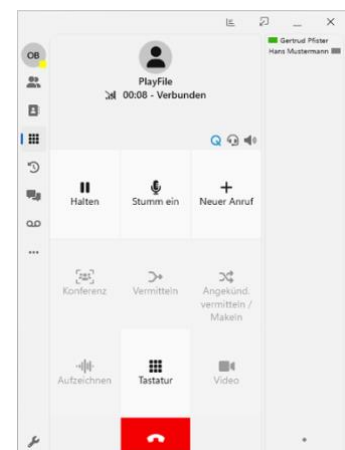 Gertrud Pfister
Hans Mustermann
OB
PlayFile
00:08 - Verbunden
Halten
Stumm ein
Neuer Anruf
Konferenz
Vermitteln
Angekünd.
vermitteln /
Makeln
Aufzeichnen
Tastatur
Video